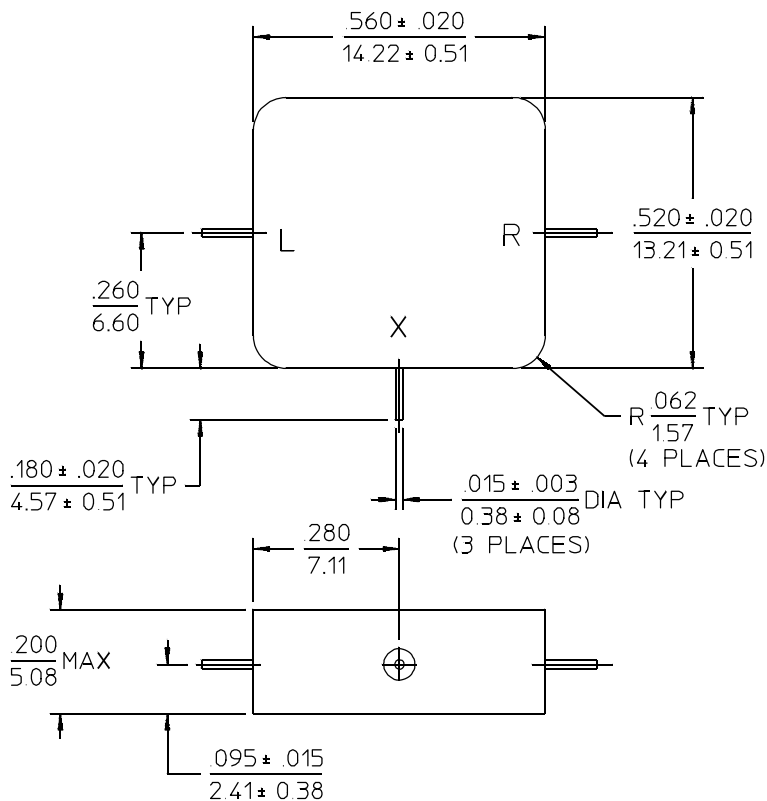 .560 ± .020
14.22 ± 0.51
L
R
.520 ± .020
13.21 ± 0.51
.260
6.60
TYP
X
R .062
1.57
TYP
(4 PLACES)
.180 ± .020
4.57 ± 0.51
TYP
.015 ± .003
0.38 ± 0.08
DIA TYP
(3 PLACES)
.280
7.11
.200
5.08
MAX
.095 ± .015
2.41 ± 0.38